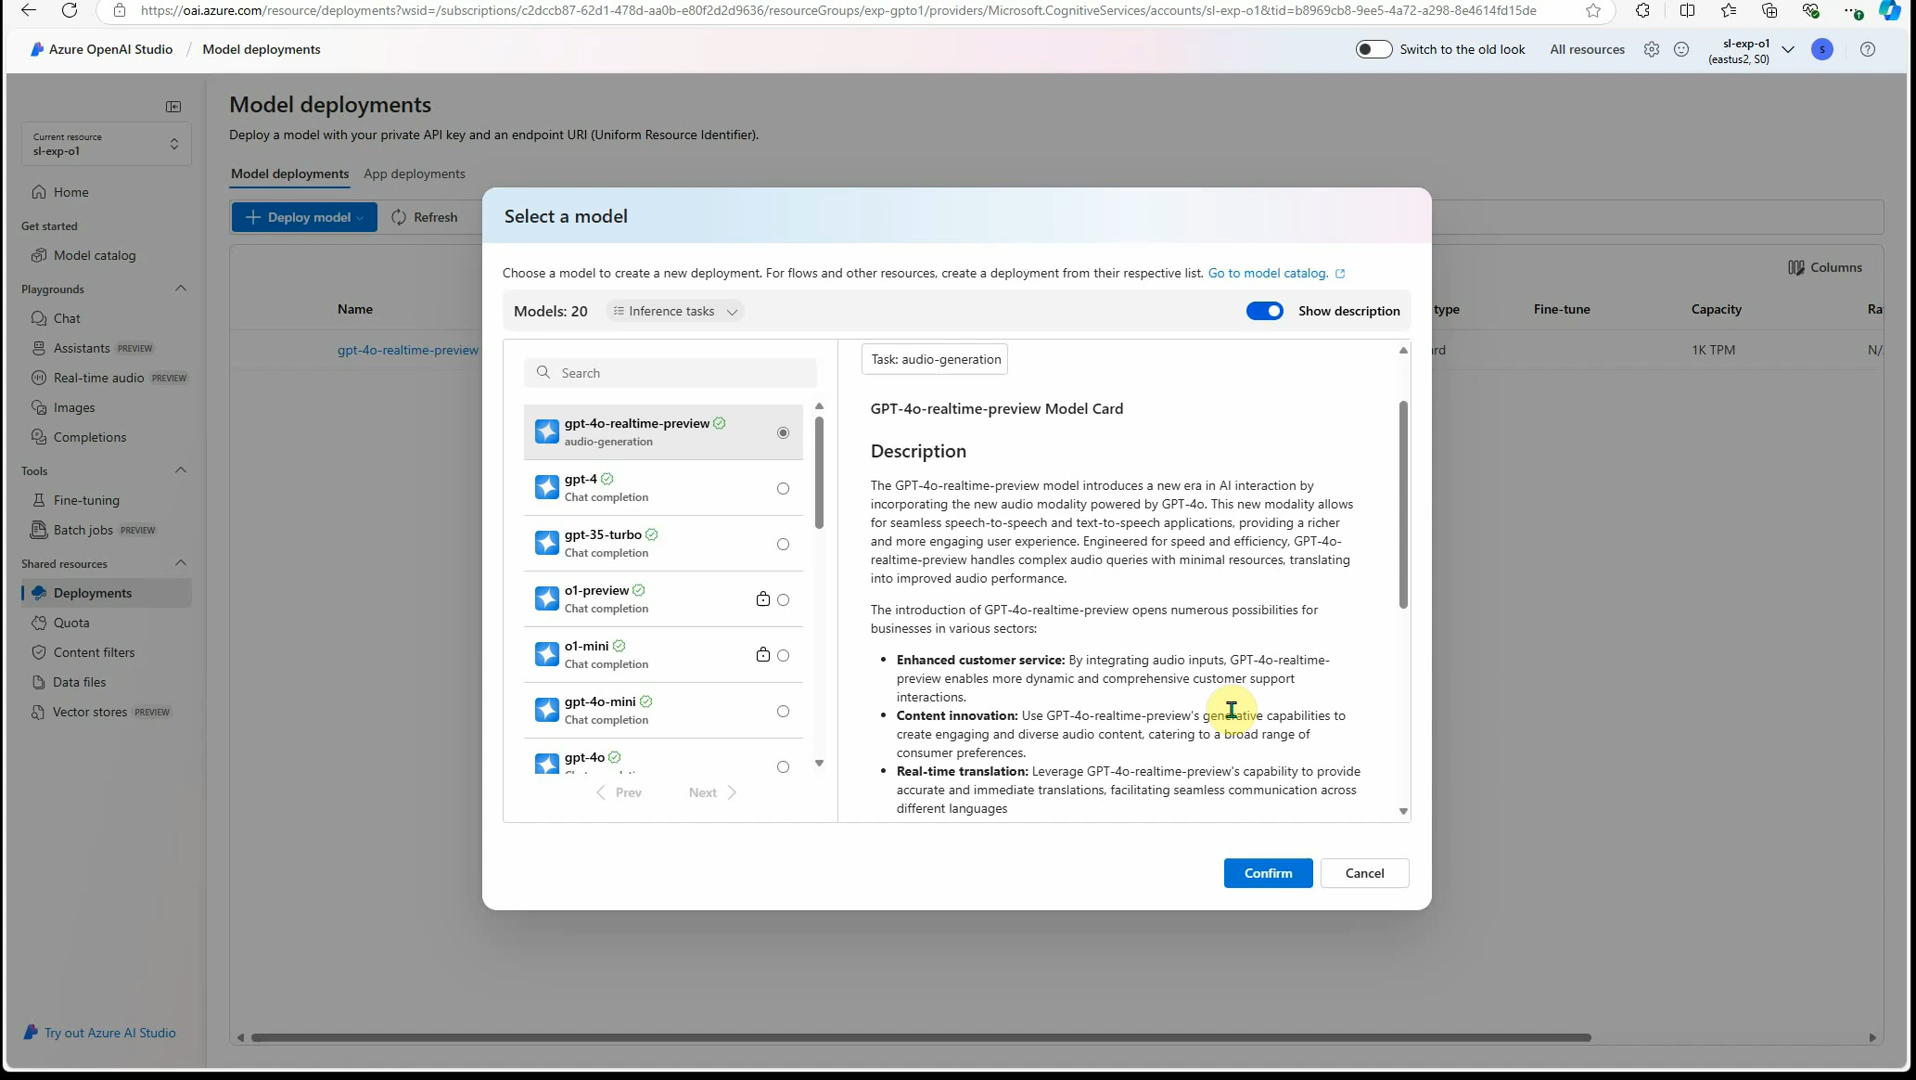 https://oai.azure.com/resource/deployments?wsid=/subscriptions/c2dccb87-62d1-478d-aa0b-e80f2d2d9636/resourceGroups/exp-gpto1/providers/Microsoft.CognitiveServices/accounts/sl-exp-o1&tid=b8969cb8-9ee5-4a72-a298-8e4614fd15de
Azure OpenAI Studio / Model deployments
Switch to the old look
All resources
sl-exp-o1
(eastus2, S0)
S
Current resource
sl-exp-o1
Home
Get started
Model catalog
Playgrounds
Chat
Assistants PREVIEW
Real-time audio PREVIEW
Images
Completions
Tools
Fine-tuning
Batch jobs PREVIEW
Shared resources
Deployments
Quota
Content filters
Data files
Vector stores PREVIEW
Try out Azure AI Studio
Model deployments
Deploy a model with your private API key and an endpoint URI (Uniform Resource Identifier).
Model deployments
App deployments
Deploy model
Refresh
Columns
Name
type
Fine-tune
Capacity
Ra
gpt-4o-realtime-preview
rd
1K TPM
N/
Select a model
Choose a model to create a new deployment. For flows and other resources, create a deployment from their respective list. Go to model catalog.
Models: 20
Inference tasks
Show description
Search
gpt-4o-realtime-preview
audio-generation
gpt-4
Chat completion
gpt-35-turbo
Chat completion
o1-preview
Chat completion
o1-mini
Chat completion
gpt-4o-mini
Chat completion
gpt-4o
Prev
Next
Task: audio-generation
GPT-4o-realtime-preview Model Card
Description
The GPT-4o-realtime-preview model introduces a new era in AI interaction by
incorporating the new audio modality powered by GPT-4o. This new modality allows
for seamless speech-to-speech and text-to-speech applications, providing a richer
and more engaging user experience. Engineered for speed and efficiency, GPT-4o-
realtime-preview handles complex audio queries with minimal resources, translating
into improved audio performance.
The introduction of GPT-4o-realtime-preview opens numerous possibilities for
businesses in various sectors:
• Enhanced customer service: By integrating audio inputs, GPT-4o-realtime-
preview enables more dynamic and comprehensive customer support
interactions.
• Content innovation: Use GPT-4o-realtime-preview's generative capabilities to
create engaging and diverse audio content, catering to a broad range of
consumer preferences.
• Real-time translation: Leverage GPT-4o-realtime-preview's capability to provide
accurate and immediate translations, facilitating seamless communication across
different languages
Confirm
Cancel